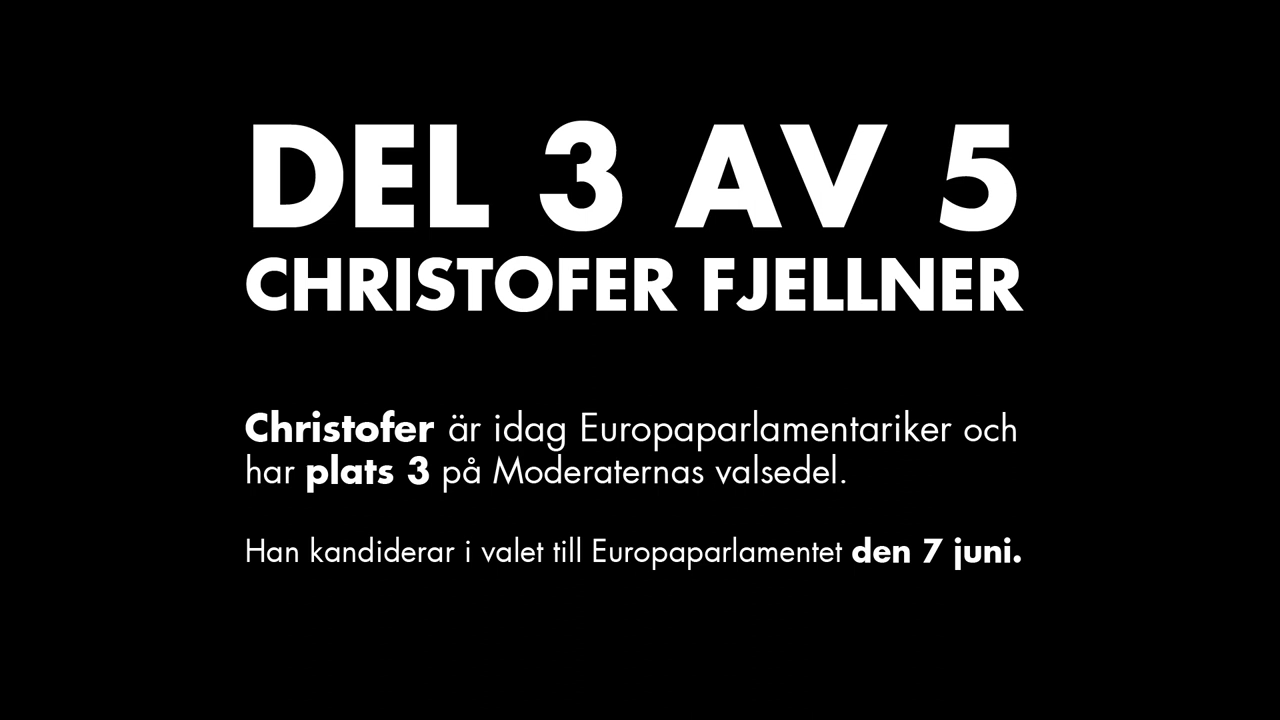 DEL 3 AV 5
CHRISTOFER FJELLNER
Christofer är idag Europaparlamentariker och
har plats 3 på Moderaternas valsedel.
Han kandiderar i valet till Europaparlamentet den 7 juni.